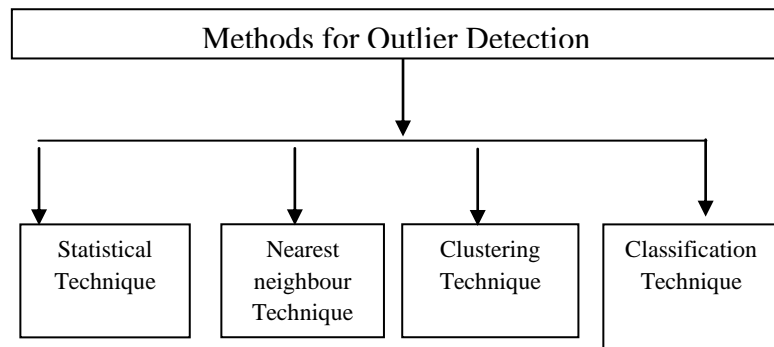 Methods for Outlier Detection
Statistical
Technique
Nearest
neighbour
Technique
Clustering
Technique
Classification
Technique